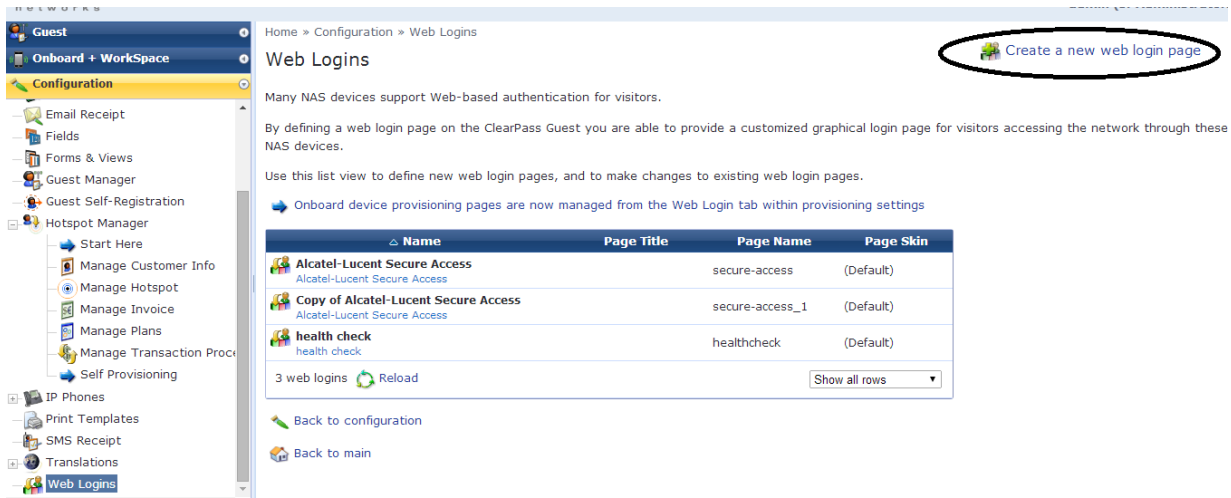 networks
Guest
Onboard + WorkSpace
Configuration
Email Receipt
Fields
Forms & Views
Guest Manager
Guest Self-Registration
Hotspot Manager
Start Here
Manage Customer Info
Manage Hotspot
Manage Invoice
Manage Plans
Manage Transaction Proce
Self Provisioning
IP Phones
Print Templates
SMS Receipt
Translations
Web Logins
Home » Configuration » Web Logins
Web Logins
Create a new web login page
Many NAS devices support Web-based authentication for visitors.
By defining a web login page on the ClearPass Guest you are able to provide a customized graphical login page for visitors accessing the network through these
NAS devices.
Use this list view to define new web login pages, and to make changes to existing web login pages.
Onboard device provisioning pages are now managed from the Web Login tab within provisioning settings
Name Page Title Page Name Page Skin
Alcatel-Lucent Secure Access
Alcatel-Lucent Secure Access
secure-access (Default)
Copy of Alcatel-Lucent Secure Access
Alcatel-Lucent Secure Access
secure-access_1 (Default)
health check
health check
healthcheck (Default)
3 web logins Reload Show all rows
Back to configuration
Back to main